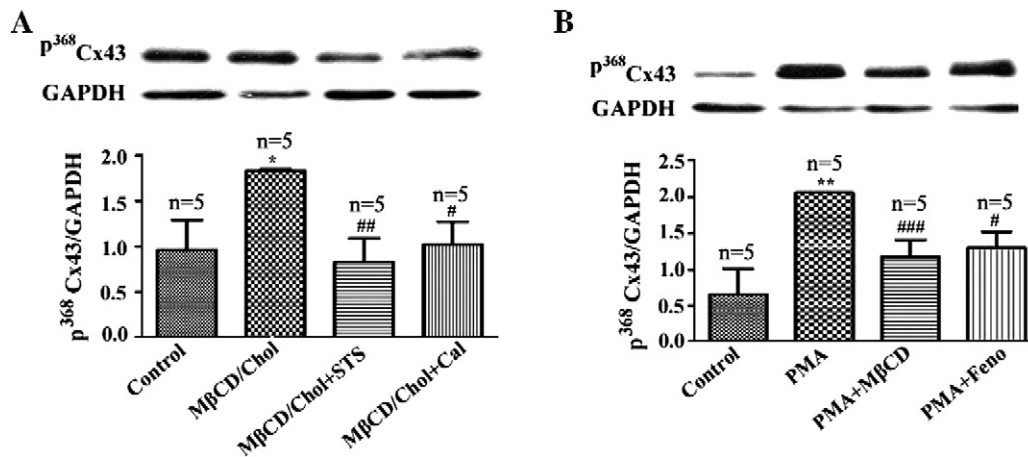 A
p³⁶⁸Cx43
GAPDH
p³⁶⁸ Cx43/GAPDH
2.0
1.5
1.0
0.5
0.0
n=5
n=5
*
n=5
##
n=5
#
Control
MβCD/Chol
MβCD/Chol+STS
MβCD/Chol+Cal
B
p³⁶⁸Cx43
GAPDH
p³⁶⁸ Cx43/GAPDH
2.5
2.0
1.5
1.0
0.5
0.0
n=5
n=5
**
n=5
###
n=5
#
Control
PMA
PMA+MβCD
PMA+Feno